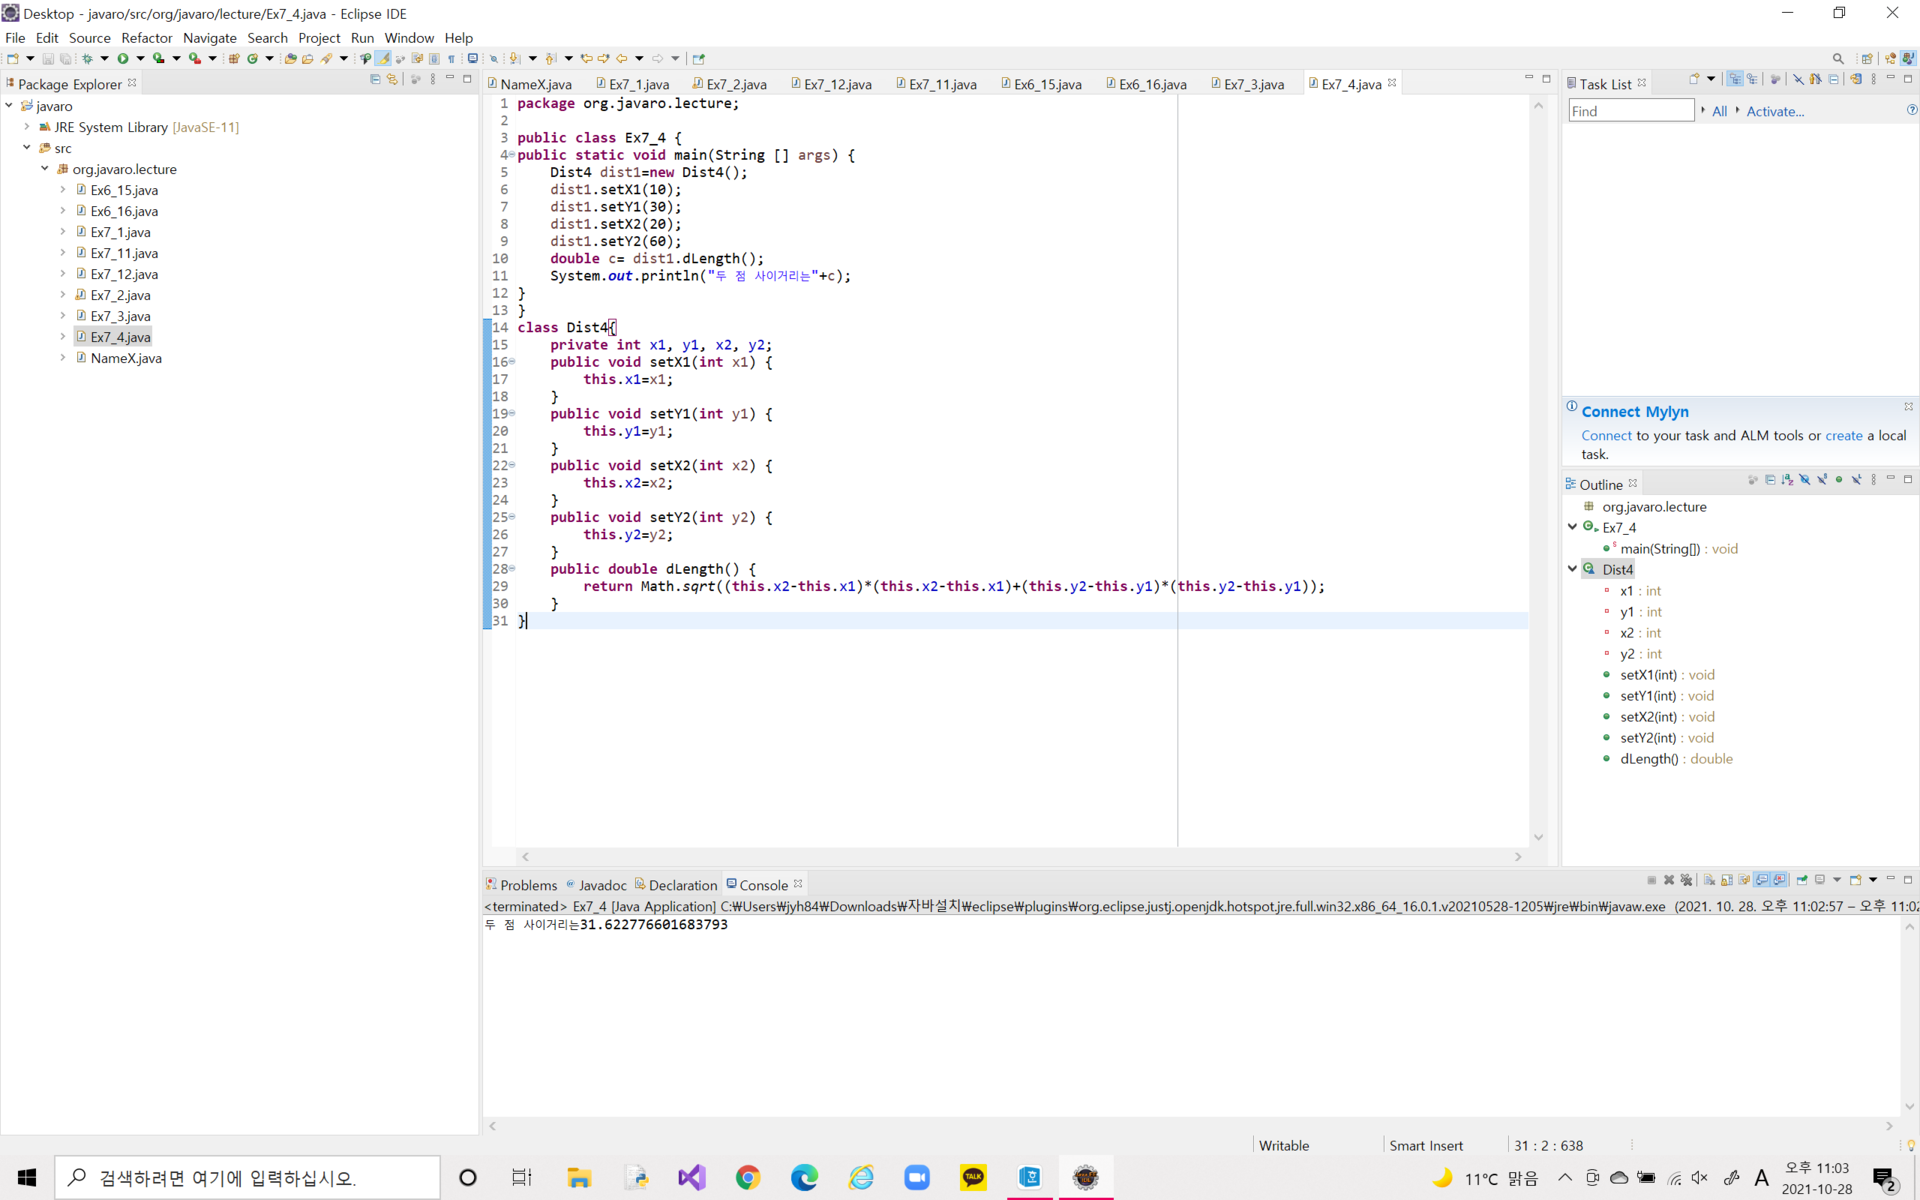 Desktop - javaro/src/org/javaro/lecture/Ex7_4.java - Eclipse IDE
File Edit Source Refactor Navigate Search Project Run Window Help
Package Explorer
javaro
JRE System Library [JavaSE-11]
src
org.javaro.lecture
Ex6_15.java
Ex6_16.java
Ex7_1.java
Ex7_11.java
Ex7_12.java
Ex7_2.java
Ex7_3.java
Ex7_4.java
NameX.java
NameX.java Ex7_1.java Ex7_2.java Ex7_12.java Ex7_11.java Ex6_15.java Ex6_16.java Ex7_3.java Ex7_4.java
1 package org.javaro.lecture;
2
3 public class Ex7_4 {
4 public static void main(String [] args) {
5 Dist4 dist1=new Dist4();
6 dist1.setX1(10);
7 dist1.setY1(30);
8 dist1.setX2(20);
9 dist1.setY2(60);
10 double c= dist1.dLength();
11 System.out.println("두 점 사이거리는"+c);
12 }
13 }
14 class Dist4{
15 private int x1, y1, x2, y2;
16 public void setX1(int x1) {
17 this.x1=x1;
18 }
19 public void setY1(int y1) {
20 this.y1=y1;
21 }
22 public void setX2(int x2) {
23 this.x2=x2;
24 }
25 public void setY2(int y2) {
26 this.y2=y2;
27 }
28 public double dLength() {
29 return Math.sqrt((this.x2-this.x1)*(this.x2-this.x1)+(this.y2-this.y1)*(this.y2-this.y1));
30 }
31 }
Task List
Find All Activate...
Connect Mylyn
Connect to your task and ALM tools or create a local
task.
Outline
org.javaro.lecture
Ex7_4
main(String[]) : void
Dist4
x1 : int
y1 : int
x2 : int
y2 : int
setX1(int) : void
setY1(int) : void
setX2(int) : void
setY2(int) : void
dLength() : double
Problems Javadoc Declaration Console
<terminated> Ex7_4 [Java Application] C:₩Users₩jyh84₩Downloads₩자바설치₩eclipse₩plugins₩org.eclipse.justj.openjdk.hotspot.jre.full.win32.x86_64_16.0.1.v20210528-1205₩jre₩bin₩javaw.exe (2021. 10. 28. 오후 11:02:57 – 오후 11:02
두 점 사이거리는31.622776601683793
Writable Smart Insert 31 : 2 : 638
검색하려면 여기에 입력하십시오.
TALK
11°C 맑음
A
오후 11:03
2021-10-28
2